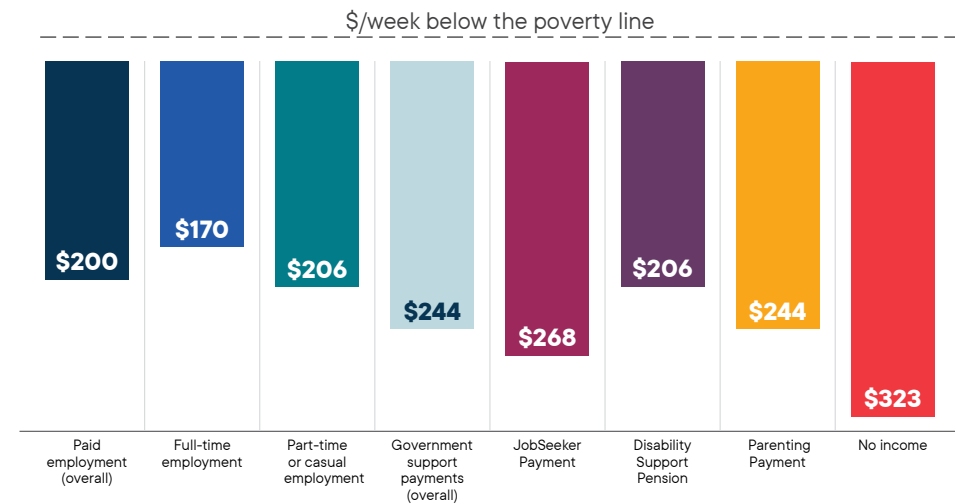 $/week below the poverty line
$200
$170
$206
$244
$268
$206
$244
$323
Paid
employment
(overall)
Full-time
employment
Part-time
or casual
employment
Government
support
payments
(overall)
JobSeeker
Payment
Disability
Support
Pension
Parenting
Payment
No income